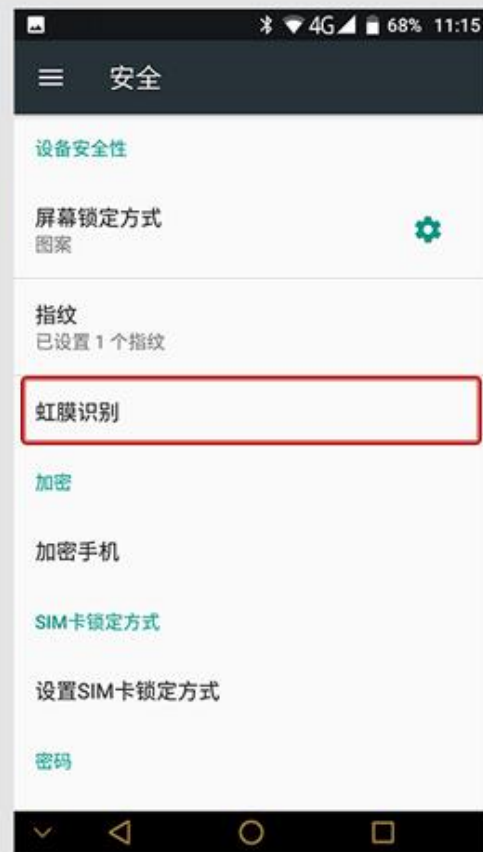 4G 68% 11:15
安全
设备安全性
屏幕锁定方式
图案
指纹
已设置 1 个指纹
虹膜识别
加密
加密手机
SIM卡锁定方式
设置SIM卡锁定方式
密码